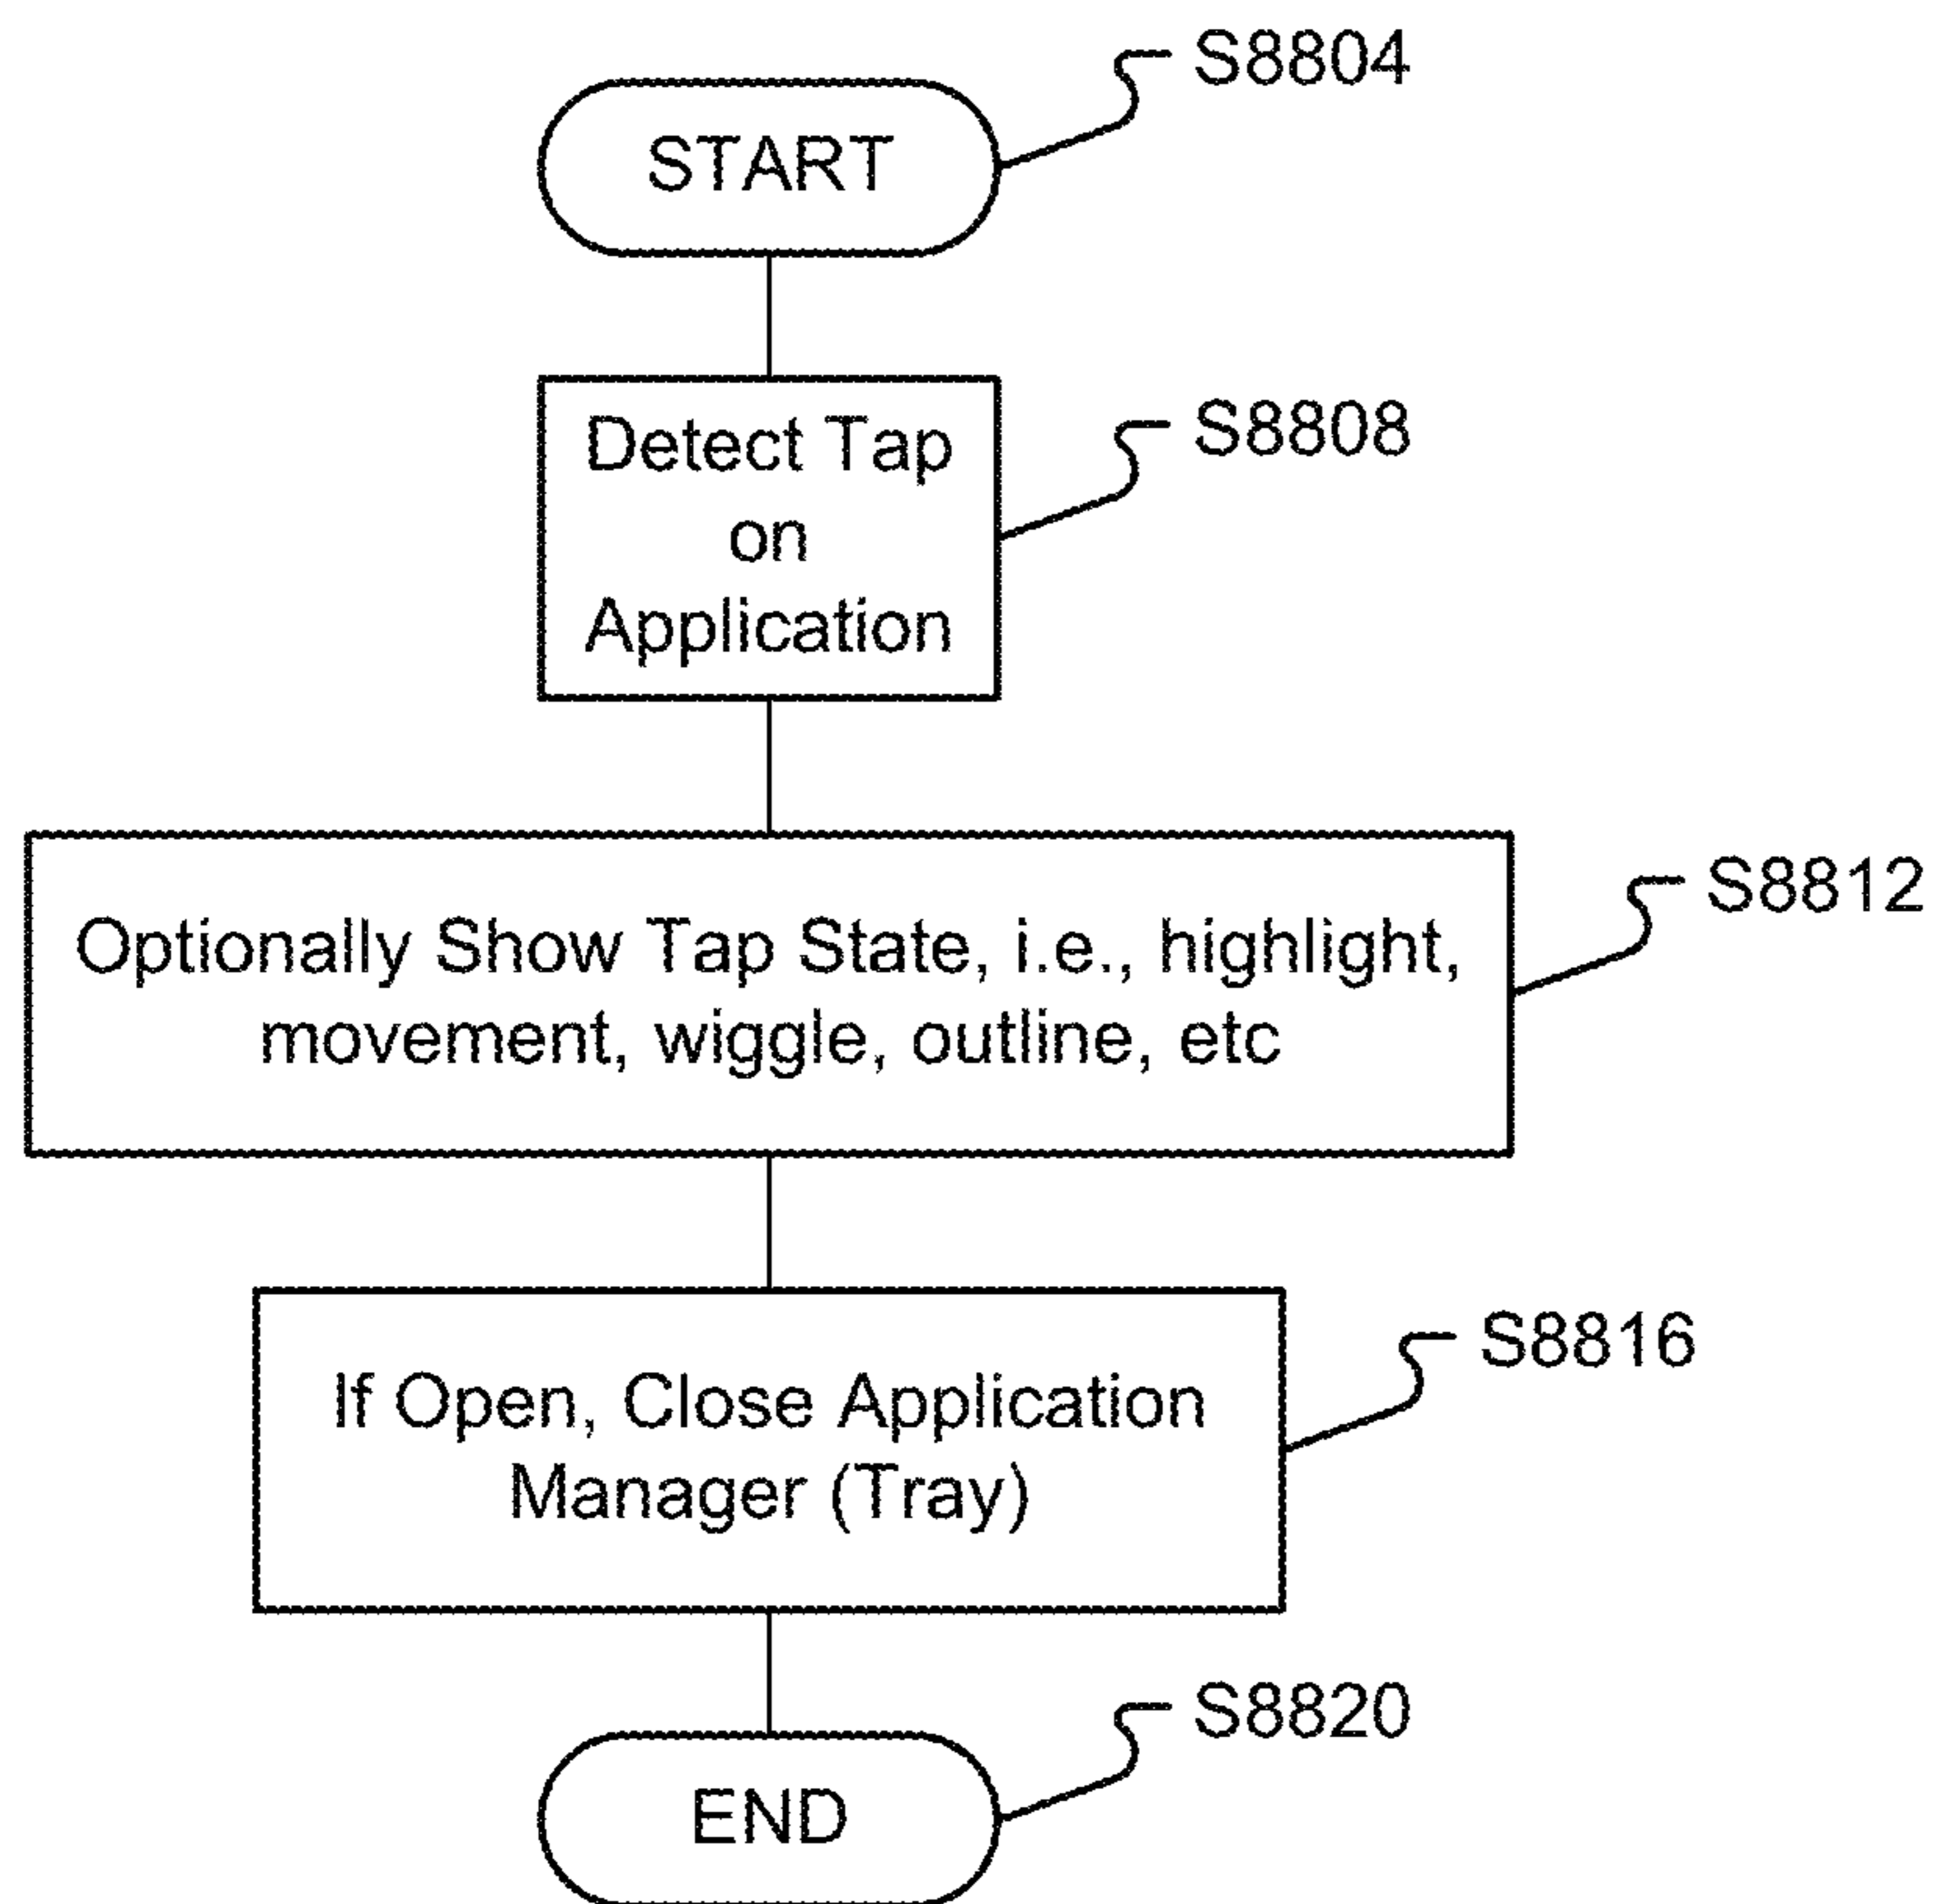 S8804
START
Detect Tap
on
Application
S8808
Optionally Show Tap State, i.e., highlight,
movement, wiggle, outline, etc
S8812
If Open, Close Application
Manager (Tray)
S8816
END
S8820